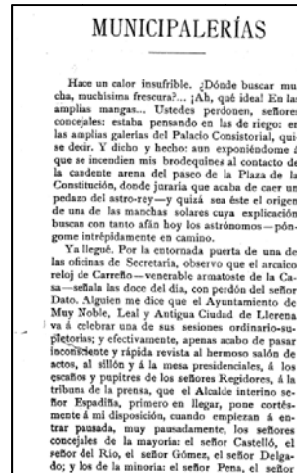 MUNICIPALERÍAS
Hace un calor insufrible. ¿Dónde buscar mu
cha, muchísima frescura?... ¡Ah, qué idea! En las
amplias mangas... Ustedes perdonen, señores
concejales: estaba pensando en las de riego: en
las amplias galerías del Palacio Consistorial, qui-
se decir. Y dicho y hecho: aun exponiéndome á
que se incendien mis brodequines al contacto de
la candente arena del paseo de la Plaza de la
Constitución, donde juraría que acaba de caer un
pedazo del astro-rey—y quizá sea éste el origen
de una de las manchas solares cuya explicación
buscan con tanto afán hoy los astrónomos—pón-
gome intrépidamente en camino.
Ya llegué. Por la entornada puerta de una de
las oficinas de Secretaría, observo que el arcaico
reloj de Carreño—venerable armatoste de la Ca-
sa—señala las doce del día, con perdón del señor
Dato. Alguien me dice que el Ayuntamiento de
Muy Noble, Leal y Antigua Ciudad de Llerena
va á celebrar una de sus sesiones ordinario-su-
pletorias; y efectivamente, apenas acabo de pasar
inconsciente y rápida revista al hermoso salón de
actos, al sillón y á la mesa presidenciales, á los
escaños y pupitres de los señores Regidores, á la
tribuna de la prensa, que el Alcalde interino se-
ñor Espadiña, primero en llegar, pone cortés-
mente á mi disposición, cuando empiezan á en-
trar pausada, muy pausadamente, los señores
concejales de la mayoría: el señor Castelló, el
señor del Río, el señor Gómez, el señor Delga-
do; y los de la minoría: el señor Pena, el señor